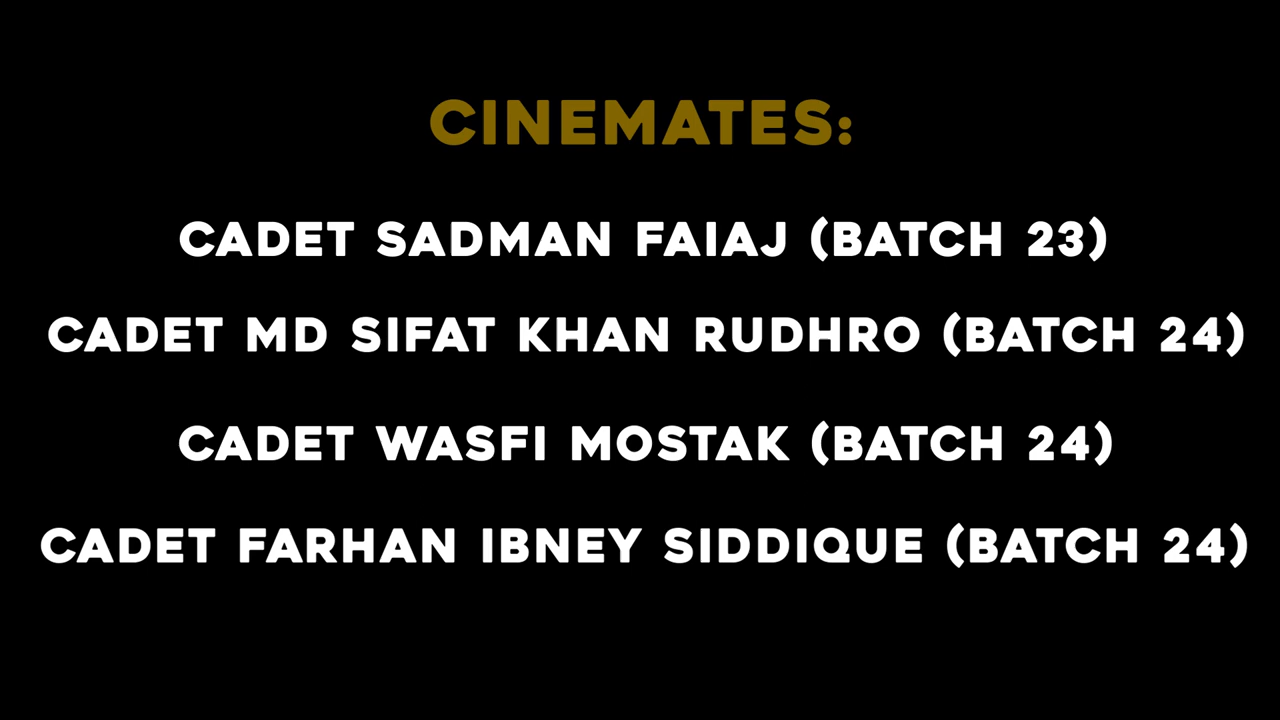 CINEMATES:
CADET SADMAN FAIAJ (BATCH 23)
CADET MD SIFAT KHAN RUDHRO (BATCH 24)
CADET WASFI MOSTAK (BATCH 24)
CADET FARHAN IBNEY SIDDIQUE (BATCH 24)